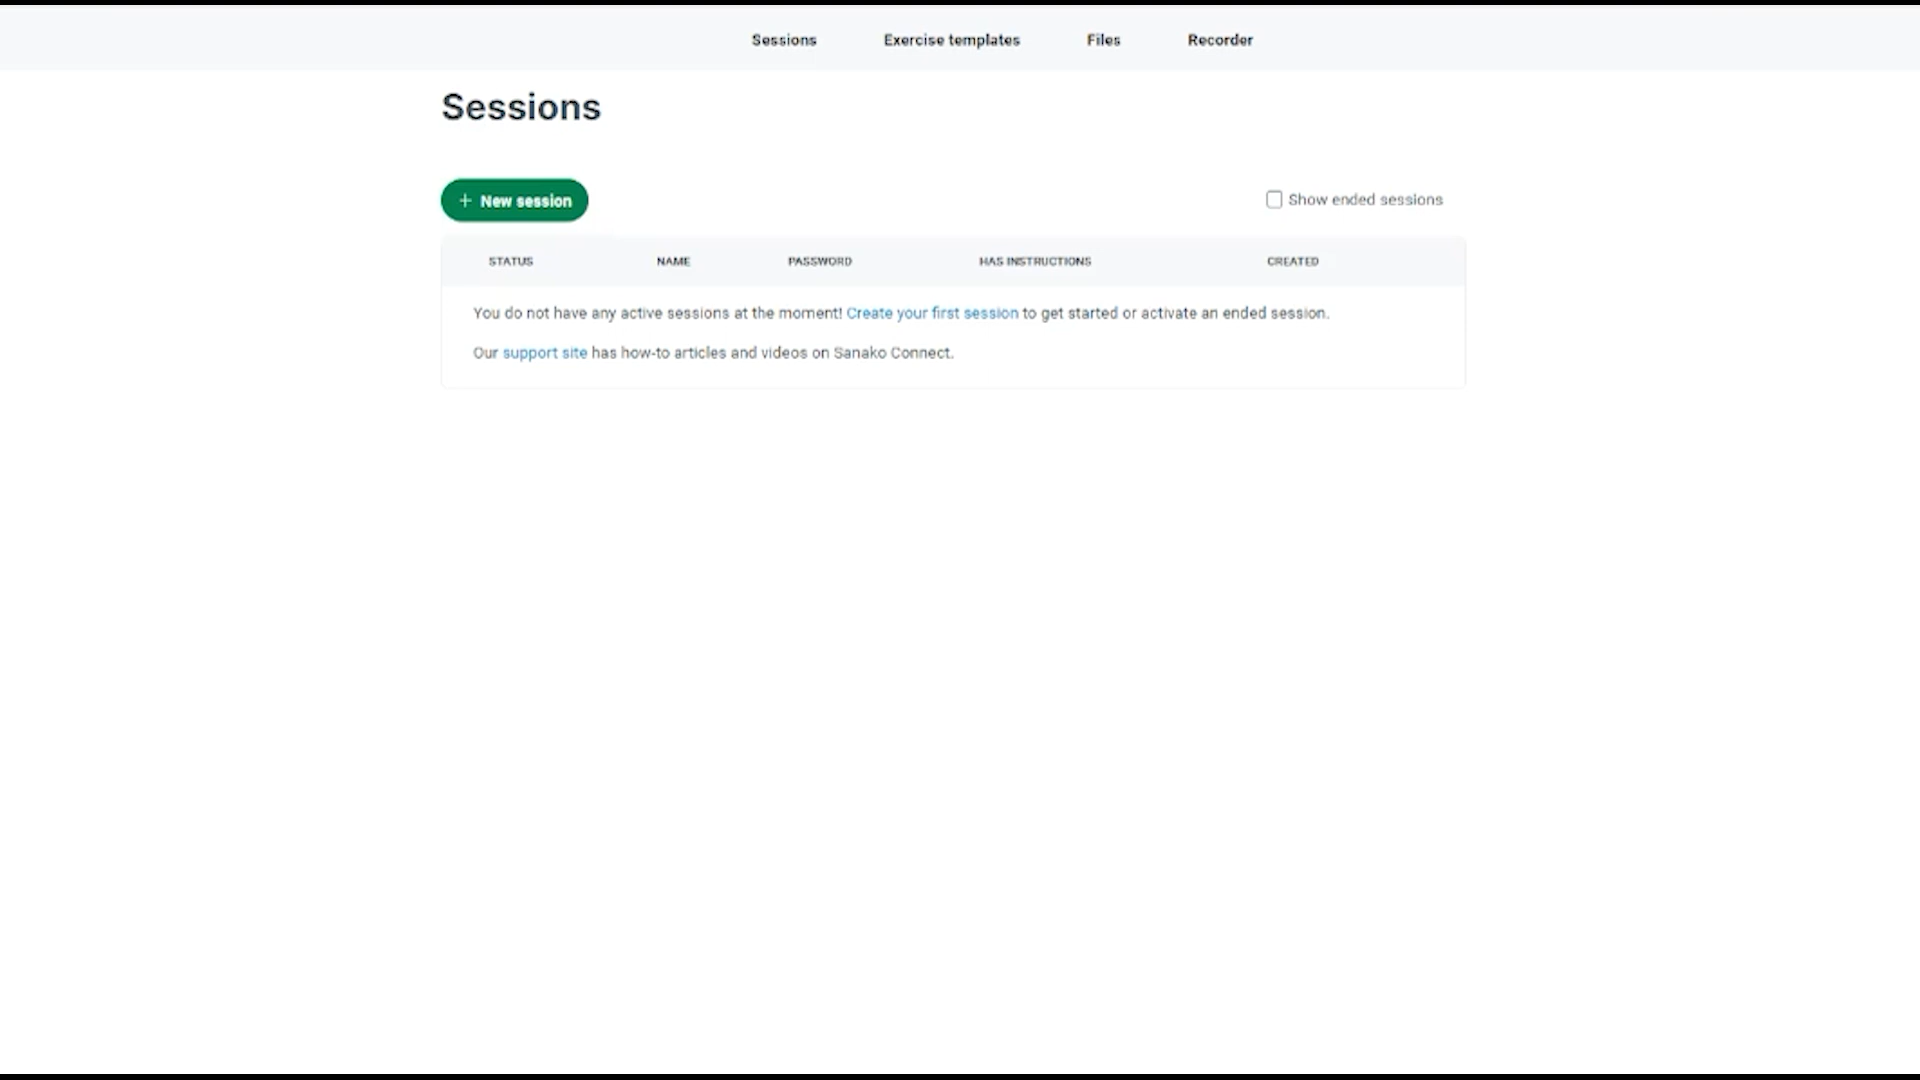 Sessions Exercise templates Files Recorder
Sessions
+ New session
Show ended sessions
STATUS NAME PASSWORD HAS INSTRUCTIONS CREATED
You do not have any active sessions at the moment! Create your first session to get started or activate an ended session.
Our support site has how-to articles and videos on Sanako Connect.